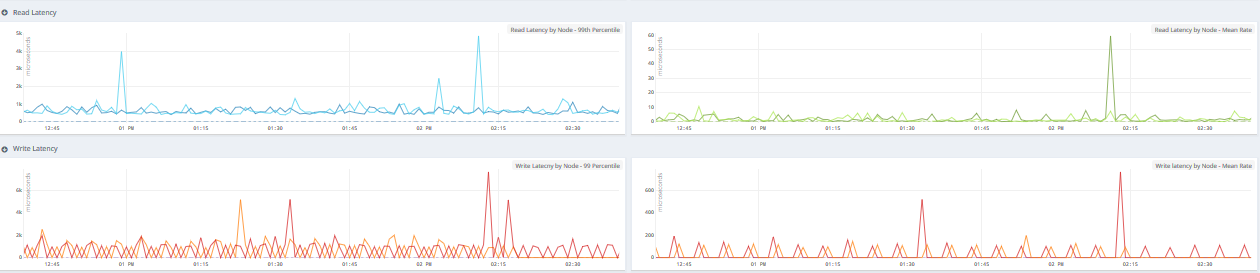 Read Latency
Read Latency by Node - 99th Percentile
microseconds
5k
4k
3k
2k
1k
0
12:45
01 PM
01:15
01:30
01:45
02 PM
02:15
02:30
Read Latency by Node - Mean Rate
microseconds
60
50
40
30
20
10
0
12:45
01 PM
01:15
01:30
01:45
02 PM
02:15
02:30
Write Latency
Write Latecny by Node - 99 Percentile
microseconds
6k
4k
2k
0
12:45
01 PM
01:15
01:30
01:45
02 PM
02:15
02:30
Write latency by Node - Mean Rate
microseconds
600
400
200
0
12:45
01 PM
01:15
01:30
01:45
02 PM
02:15
02:30